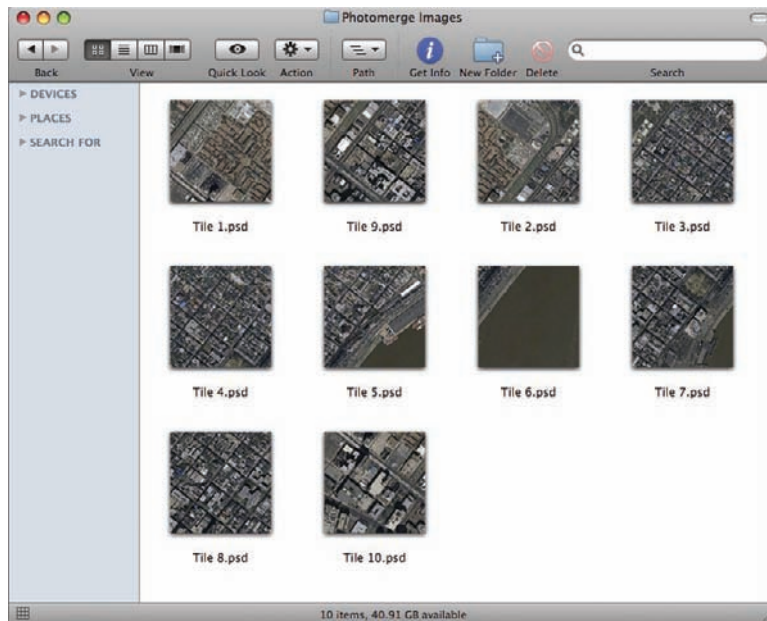 Photomerge Images
Back View Quick Look Action Path Get Info New Folder Delete Search
DEVICES
PLACES
SEARCH FOR
Tile 1.psd Tile 9.psd Tile 2.psd Tile 3.psd
Tile 4.psd Tile 5.psd Tile 6.psd Tile 7.psd
Tile 8.psd Tile 10.psd
10 items, 40.91 GB available